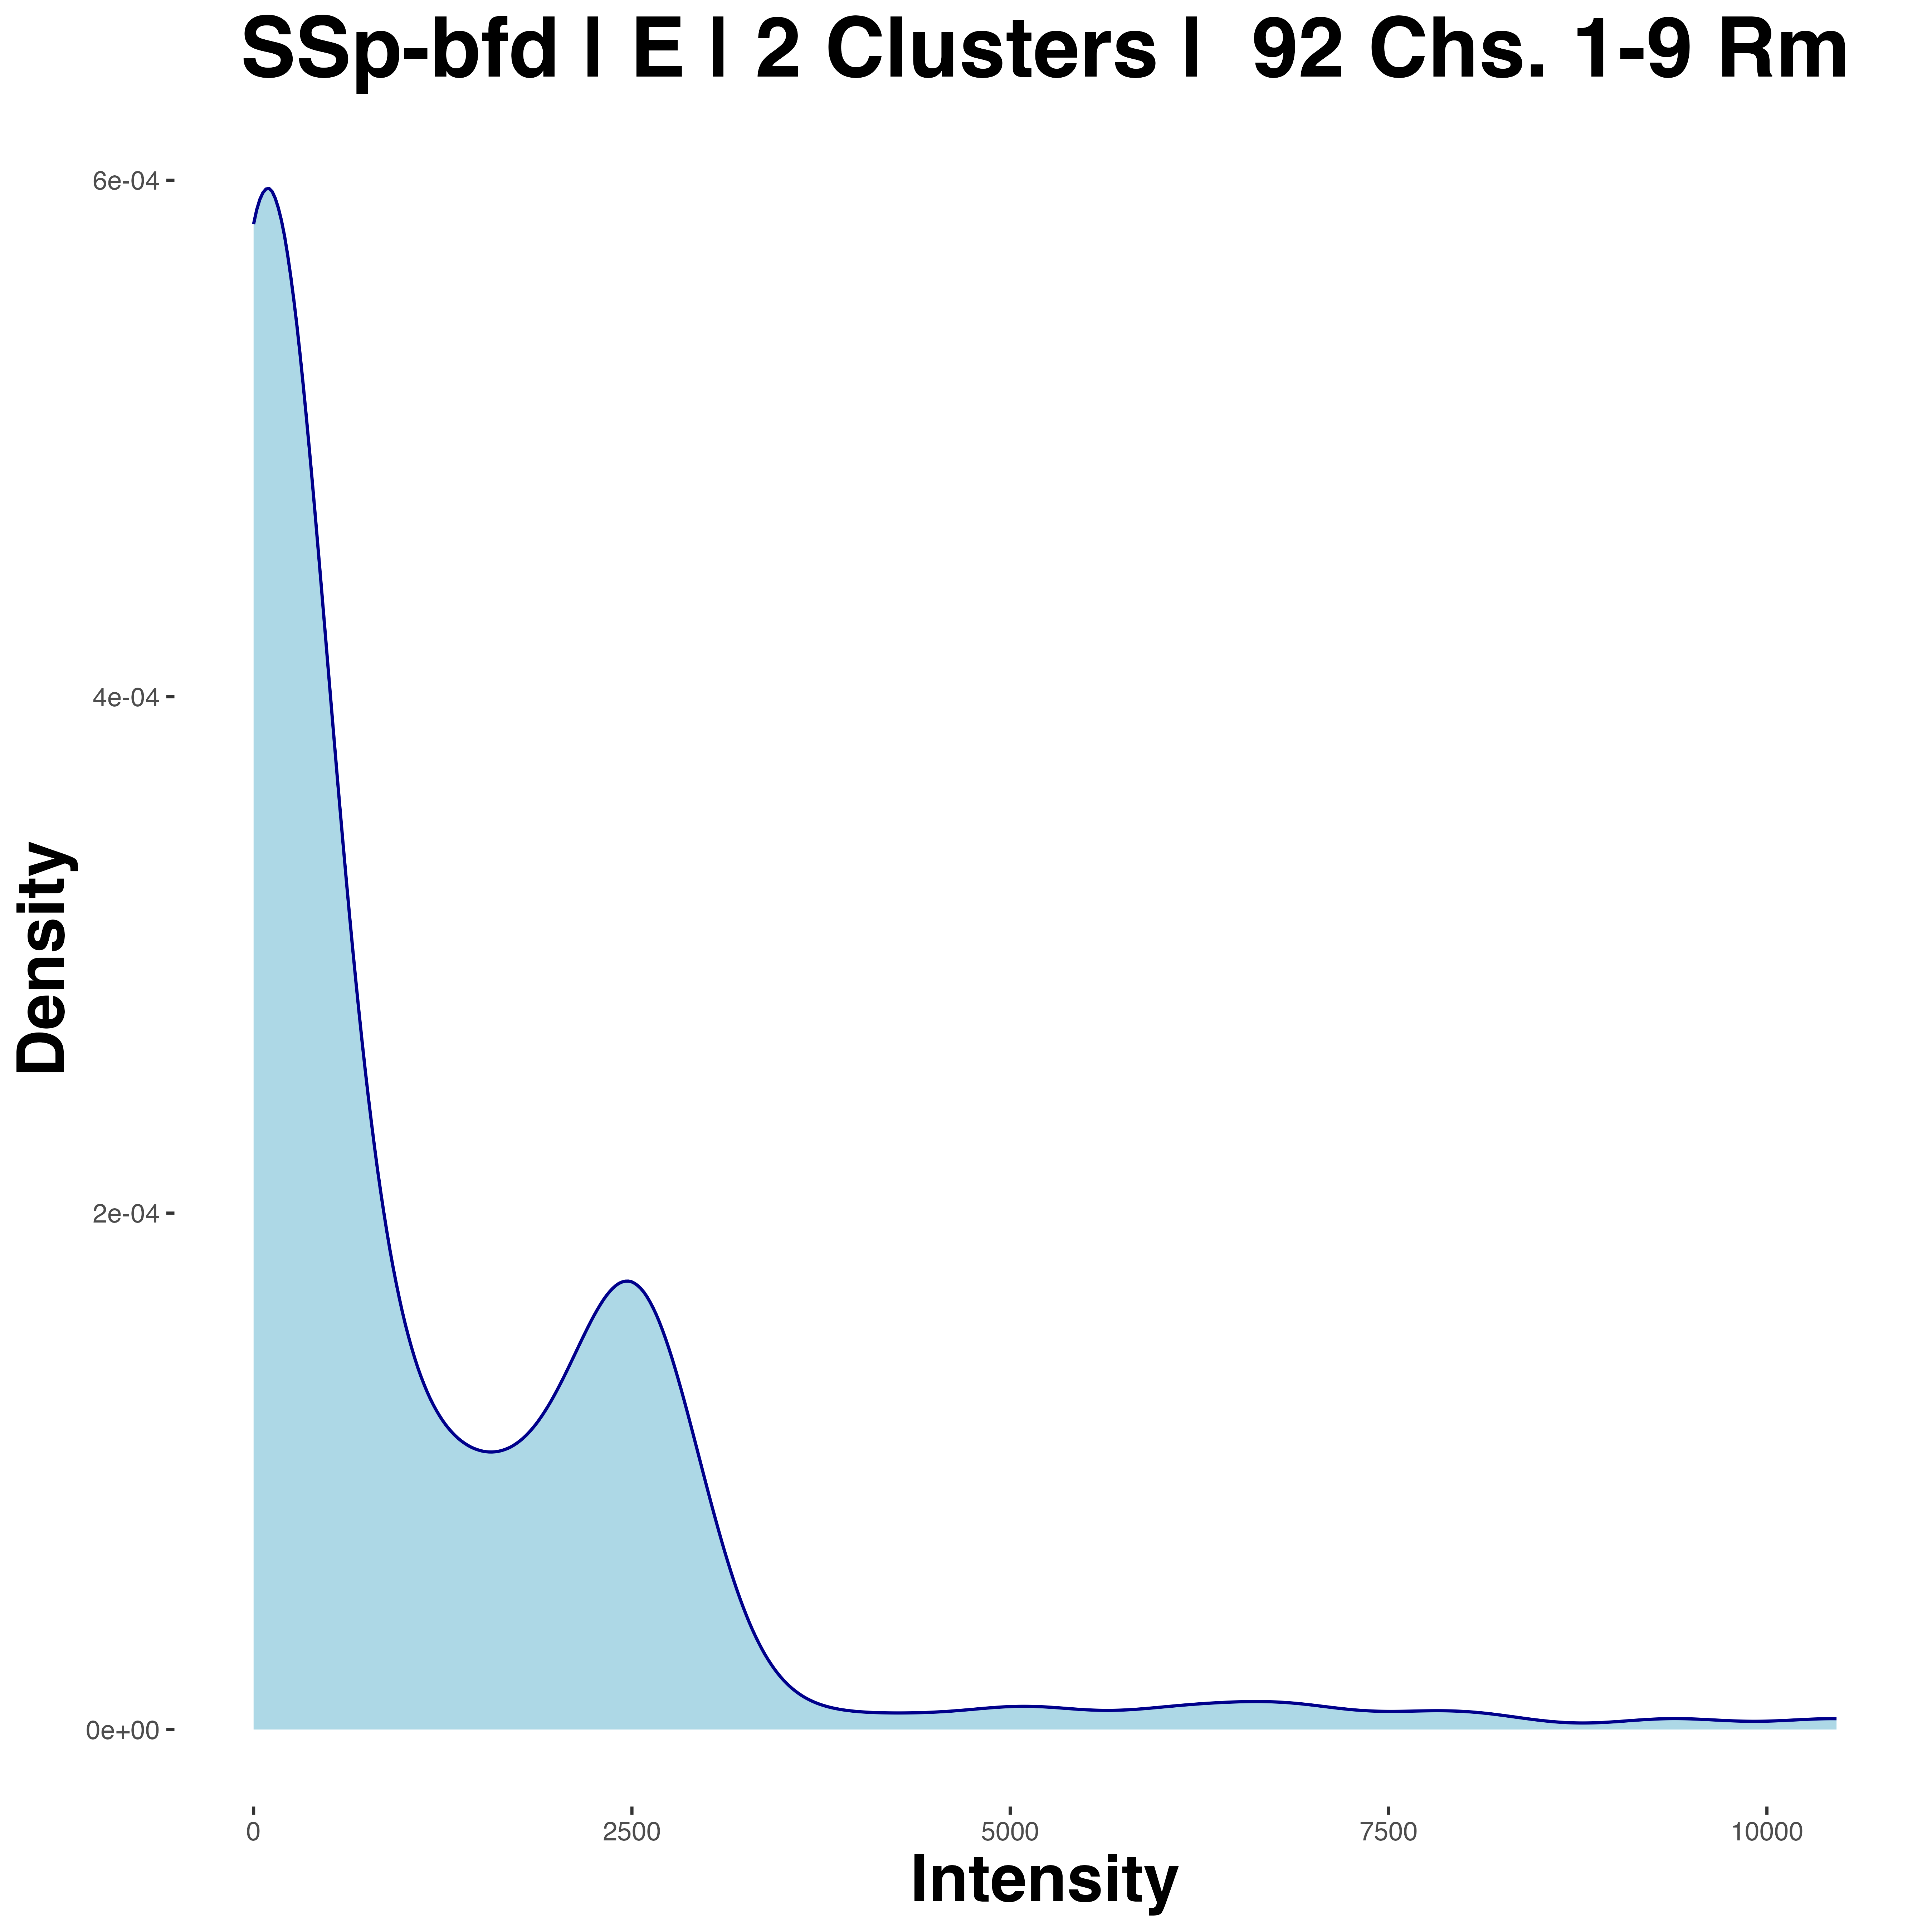 SSp-bfd | E | 2 Clusters |  92 Chs. 1-9 Rm
6e-04
4e-04
2e-04
0e+00
Density
0
2500
5000
7500
10000
Intensity